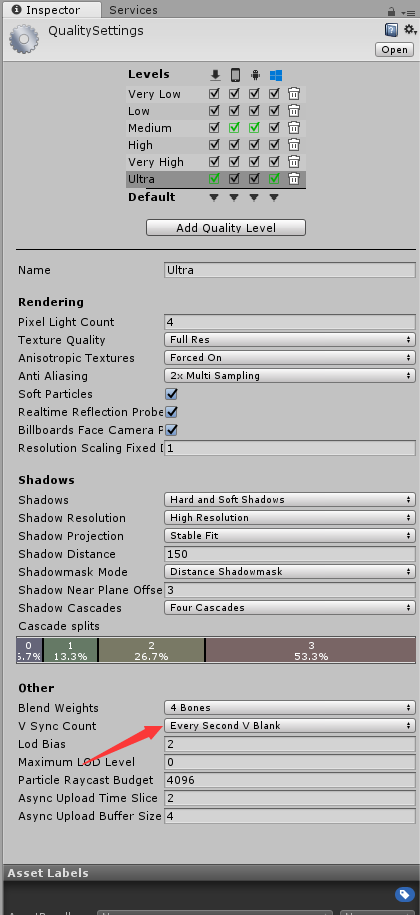 Inspector Services
QualitySettings
Open
Levels
Very Low
Low
Medium
High
Very High
Ultra
Default
Add Quality Level
Name Ultra
Rendering
Pixel Light Count 4
Texture Quality Full Res
Anisotropic Textures Forced On
Anti Aliasing 2x Multi Sampling
Soft Particles
Realtime Reflection Probe
Billboards Face Camera P
Resolution Scaling Fixed 1
Shadows
Shadows Hard and Soft Shadows
Shadow Resolution High Resolution
Shadow Projection Stable Fit
Shadow Distance 150
Shadowmask Mode Distance Shadowmask
Shadow Near Plane Offse 3
Shadow Cascades Four Cascades
Cascade splits
0 1 2 3
6.7% 13.3% 26.7% 53.3%
Other
Blend Weights 4 Bones
V Sync Count Every Second V Blank
Lod Bias 2
Maximum LOD Level 0
Particle Raycast Budget 4096
Async Upload Time Slice 2
Async Upload Buffer Size 4
Asset Labels